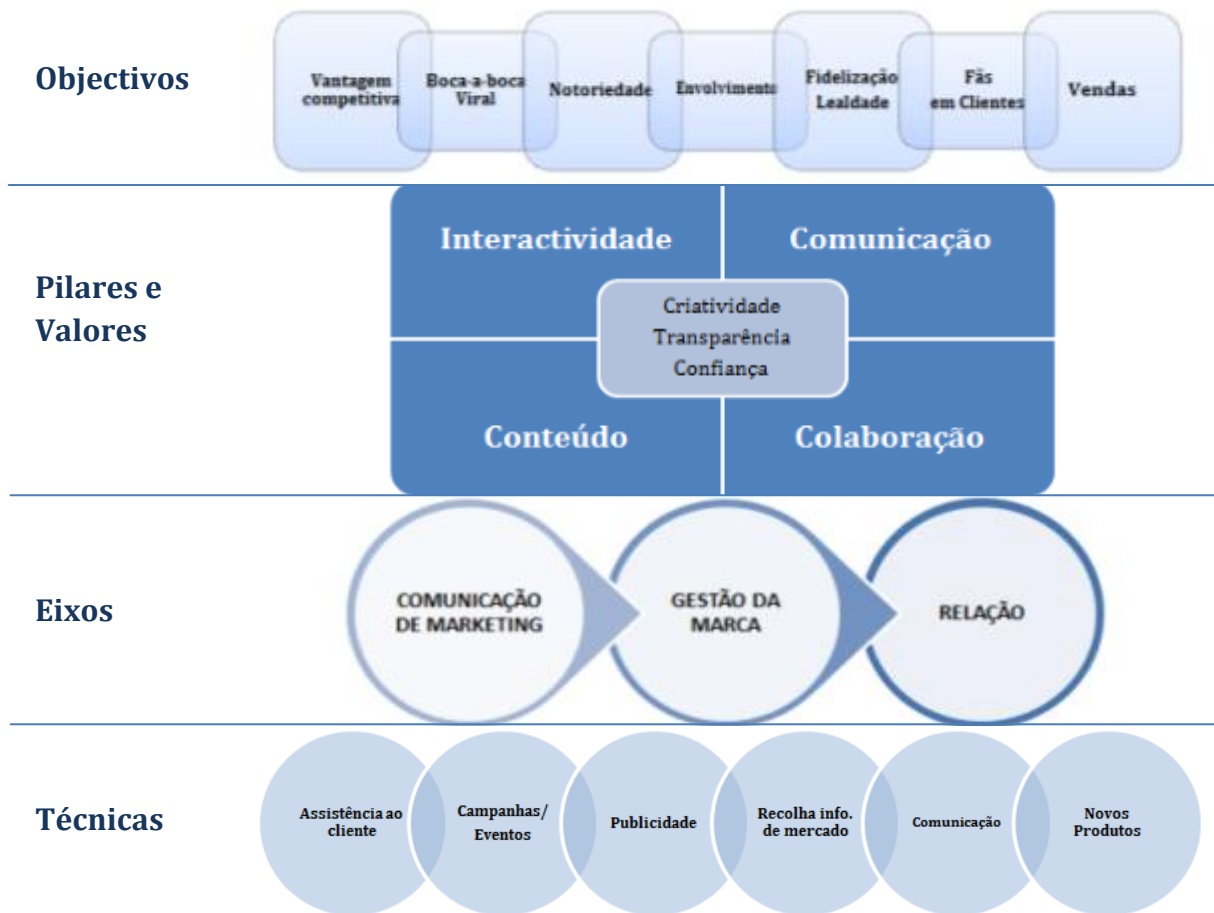 Objectivos
Vantagem
competitiva
Boca-a-boca
Viral
Notoriedade
Envolvimento
Fidelização
Lealdade
Fãs
em Clientes
Vendas
Pilares e
Valores
Interactividade
Comunicação
Criatividade
Transparência
Confiança
Conteúdo
Colaboração
Eixos
COMUNICAÇÃO
DE MARKETING
GESTÃO DA
MARCA
RELAÇÃO
Técnicas
Assistência ao
cliente
Campanhas/
Eventos
Publicidade
Recolha info.
de mercado
Comunicação
Novos
Produtos